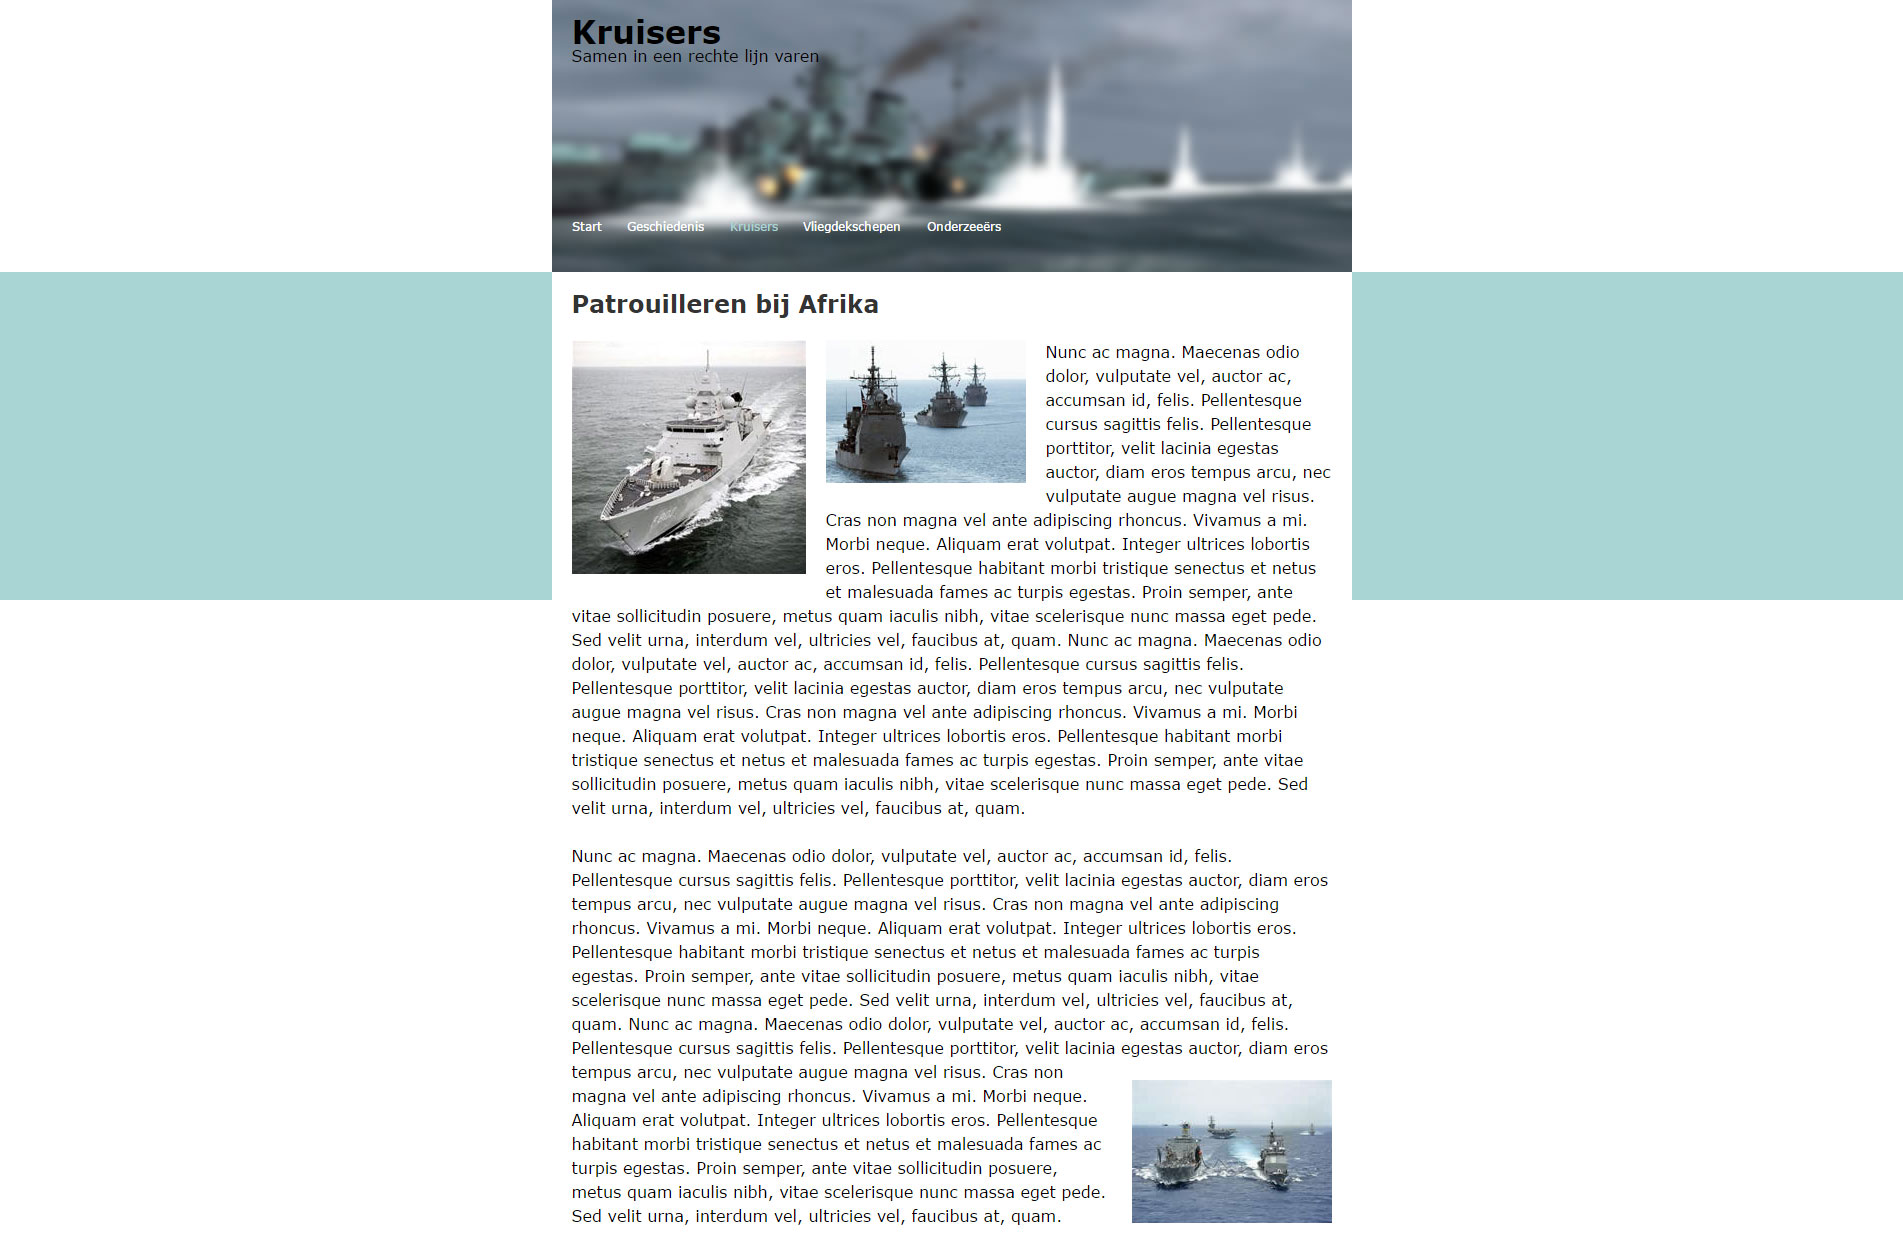 Kruisers
Samen in een rechte lijn varen
Start Geschiedenis Kruisers Vliegdekschepen Onderzeeërs
Patrouilleren bij Afrika
Nunc ac magna. Maecenas odio
dolor, vulputate vel, auctor ac,
accumsan id, felis. Pellentesque
cursus sagittis felis. Pellentesque
porttitor, velit lacinia egestas
auctor, diam eros tempus arcu, nec
vulputate augue magna vel risus.
Cras non magna vel ante adipiscing rhoncus. Vivamus a mi.
Morbi neque. Aliquam erat volutpat. Integer ultrices lobortis
eros. Pellentesque habitant morbi tristique senectus et netus
et malesuada fames ac turpis egestas. Proin semper, ante
vitae sollicitudin posuere, metus quam iaculis nibh, vitae scelerisque nunc massa eget pede.
Sed velit urna, interdum vel, ultricies vel, faucibus at, quam. Nunc ac magna. Maecenas odio
dolor, vulputate vel, auctor ac, accumsan id, felis. Pellentesque cursus sagittis felis.
Pellentesque porttitor, velit lacinia egestas auctor, diam eros tempus arcu, nec vulputate
augue magna vel risus. Cras non magna vel ante adipiscing rhoncus. Vivamus a mi. Morbi
neque. Aliquam erat volutpat. Integer ultrices lobortis eros. Pellentesque habitant morbi
tristique senectus et netus et malesuada fames ac turpis egestas. Proin semper, ante vitae
sollicitudin posuere, metus quam iaculis nibh, vitae scelerisque nunc massa eget pede. Sed
velit urna, interdum vel, ultricies vel, faucibus at, quam.
Nunc ac magna. Maecenas odio dolor, vulputate vel, auctor ac, accumsan id, felis.
Pellentesque cursus sagittis felis. Pellentesque porttitor, velit lacinia egestas auctor, diam eros
tempus arcu, nec vulputate augue magna vel risus. Cras non magna vel ante adipiscing
rhoncus. Vivamus a mi. Morbi neque. Aliquam erat volutpat. Integer ultrices lobortis eros.
Pellentesque habitant morbi tristique senectus et netus et malesuada fames ac turpis
egestas. Proin semper, ante vitae sollicitudin posuere, metus quam iaculis nibh, vitae
scelerisque nunc massa eget pede. Sed velit urna, interdum vel, ultricies vel, faucibus at,
quam. Nunc ac magna. Maecenas odio dolor, vulputate vel, auctor ac, accumsan id, felis.
Pellentesque cursus sagittis felis. Pellentesque porttitor, velit lacinia egestas auctor, diam eros
tempus arcu, nec vulputate augue magna vel risus. Cras non
magna vel ante adipiscing rhoncus. Vivamus a mi. Morbi neque.
Aliquam erat volutpat. Integer ultrices lobortis eros. Pellentesque
habitant morbi tristique senectus et netus et malesuada fames ac
turpis egestas. Proin semper, ante vitae sollicitudin posuere,
metus quam iaculis nibh, vitae scelerisque nunc massa eget pede.
Sed velit urna, interdum vel, ultricies vel, faucibus at, quam.